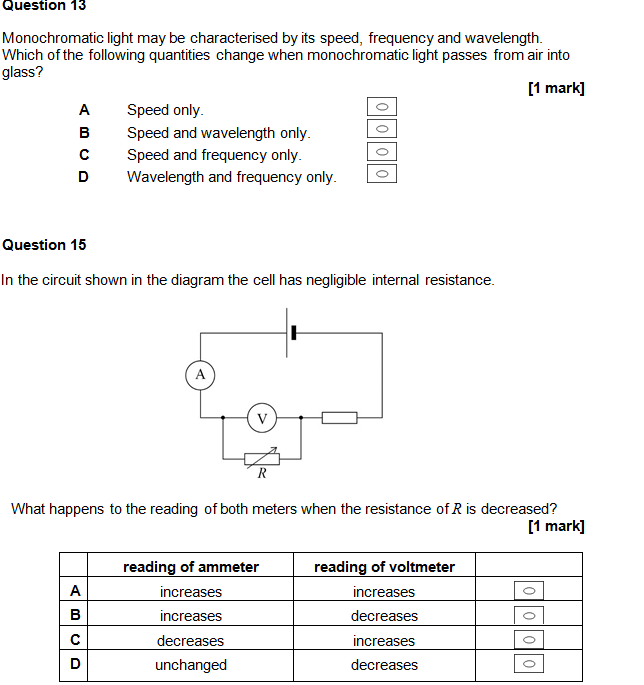 Question 13
Monochromatic light may be characterised by its speed, frequency and wavelength.
Which of the following quantities change when monochromatic light passes from air into
glass?
[1 mark]
A Speed only.
B Speed and wavelength only.
C Speed and frequency only.
D Wavelength and frequency only.
Question 15
In the circuit shown in the diagram the cell has negligible internal resistance.
A
V
R
What happens to the reading of both meters when the resistance of R is decreased?
[1 mark]
reading of ammeter reading of voltmeter
A increases increases
B increases decreases
C decreases increases
D unchanged decreases